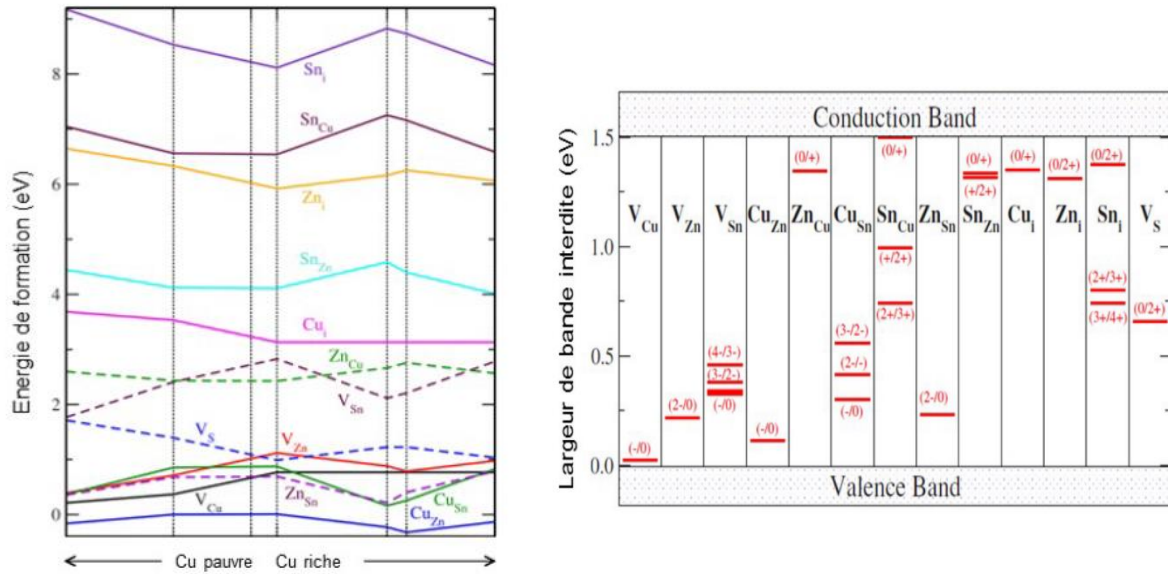 Energie de formation (eV)
8
6
4
2
0
Sn_i
Sn_Cu
Zn_i
Sn_Zn
Cu_i
Zn_Cu
V_Sn
V_S
V_Zn
Zn_Sn
V_Cu
Cu_Sn
Cu_Zn
Cu pauvre Cu riche
Largeur de bande interdite (eV)
Conduction Band
1.5
1.0
0.5
0.0
V_Cu V_Zn V_Sn Cu_Zn Zn_Cu Cu_Sn Sn_Cu Zn_Sn Sn_Zn Cu_i Zn_i Sn_i V_S
(-/0)
(2-/0)
(4-/3-)
(3-/2-)
(-/0)
(-/0)
(0/+)
(3-/2-)
(2-/-)
(-/0)
(0/+)
(+/2+)
(2+/3+)
(2-/0)
(0/+)
(+/2+)
(0/+)
(0/2+)
(0/2+)
(2+/3+)
(3+/4+)
(0/2+)
Valence Band